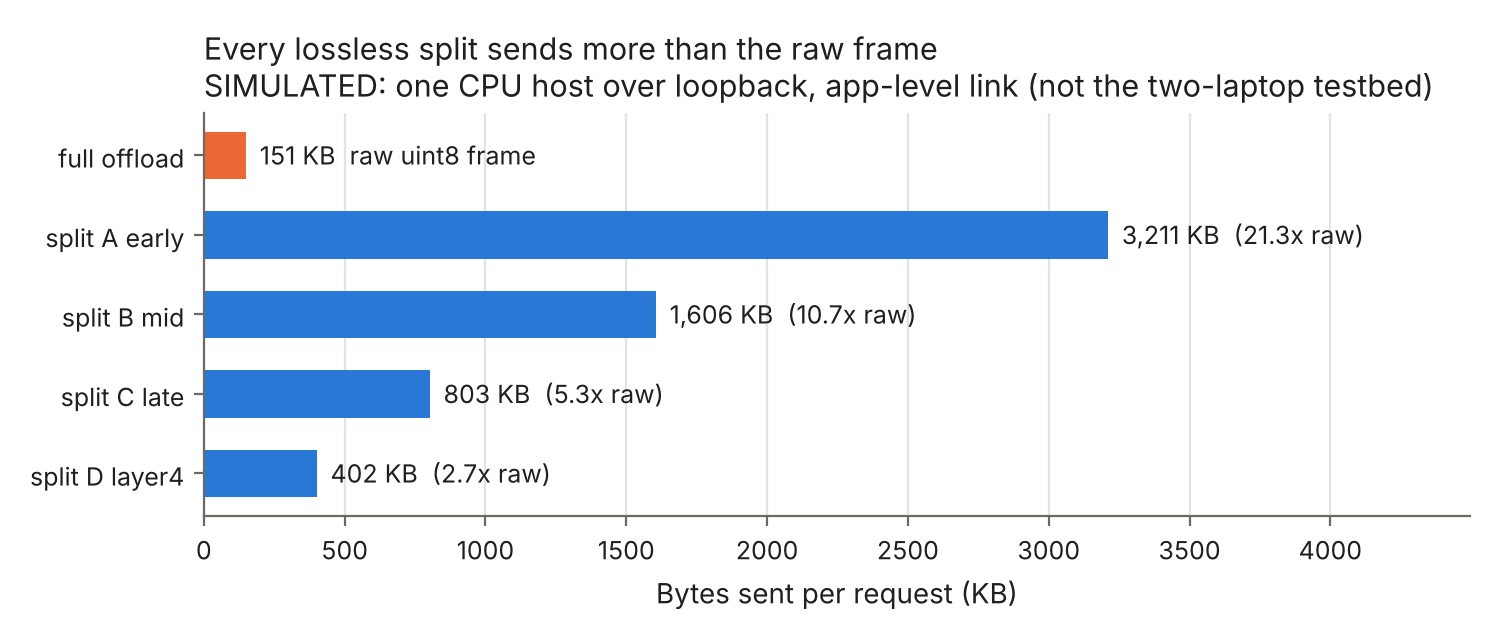 Every lossless split sends more than the raw frame
SIMULATED: one CPU host over loopback, app-level link (not the two-laptop testbed)
full offload
151 KB  raw uint8 frame
split A early
3,211 KB  (21.3x raw)
split B mid
1,606 KB  (10.7x raw)
split C late
803 KB  (5.3x raw)
split D layer4
402 KB  (2.7x raw)
0 500 1000 1500 2000 2500 3000 3500 4000
Bytes sent per request (KB)